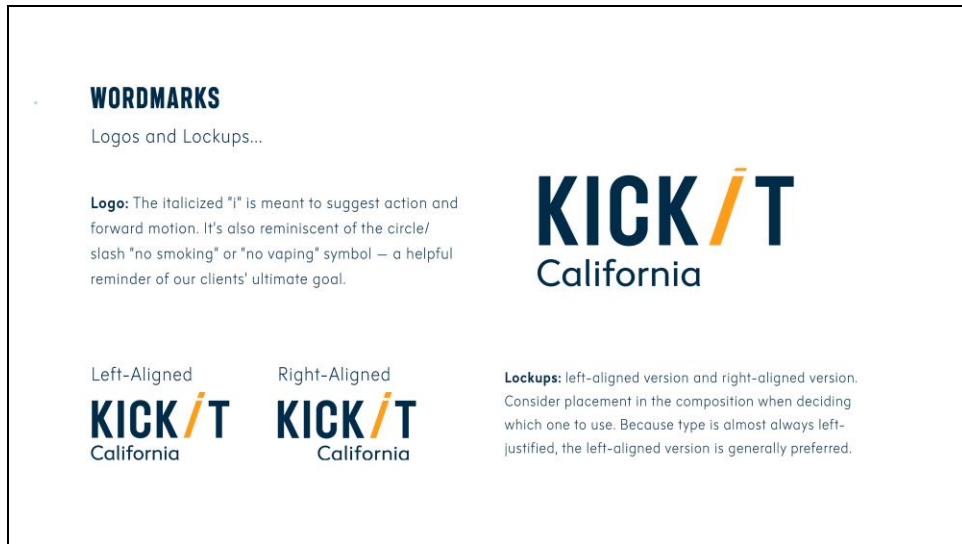 WORDMARKS
Logos and Lockups...
Logo: The italicized "i" is meant to suggest action and
forward motion. It's also reminiscent of the circle/
slash "no smoking" or "no vaping" symbol — a helpful
reminder of our clients' ultimate goal.
KICK iT
California
Left-Aligned
KICK iT
California
Right-Aligned
KICK iT
California
Lockups: left-aligned version and right-aligned version.
Consider placement in the composition when deciding
which one to use. Because type is almost always left-
justified, the left-aligned version is generally preferred.